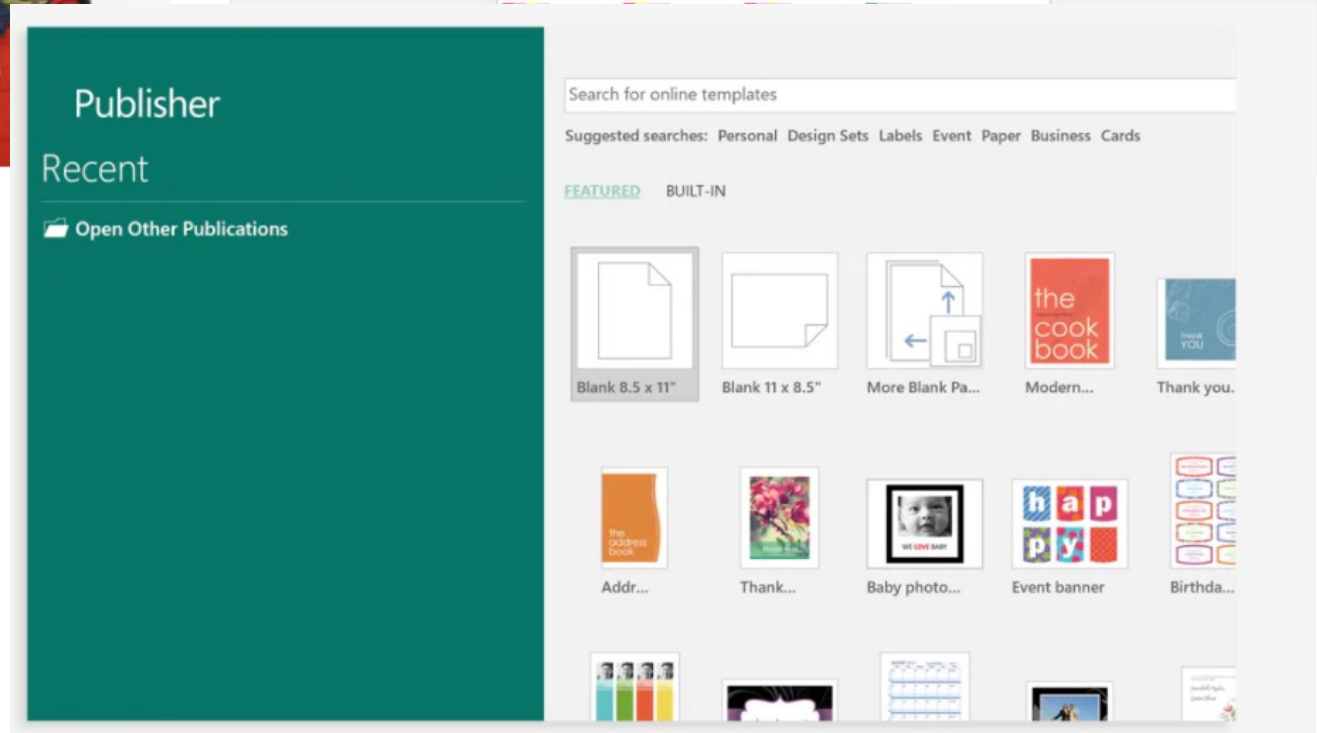 Publisher
Recent
Open Other Publications
Search for online templates
Suggested searches: Personal Design Sets Labels Event Paper Business Cards
FEATURED BUILT-IN
the
cook
book
THANK
YOU
Blank 8.5 x 11"
Blank 11 x 8.5"
More Blank Pa...
Modern...
Thank you.
the
address
book
WE LOVE BABY
h a p
p y
Addr...
Thank...
Baby photo...
Event banner
Birthda...